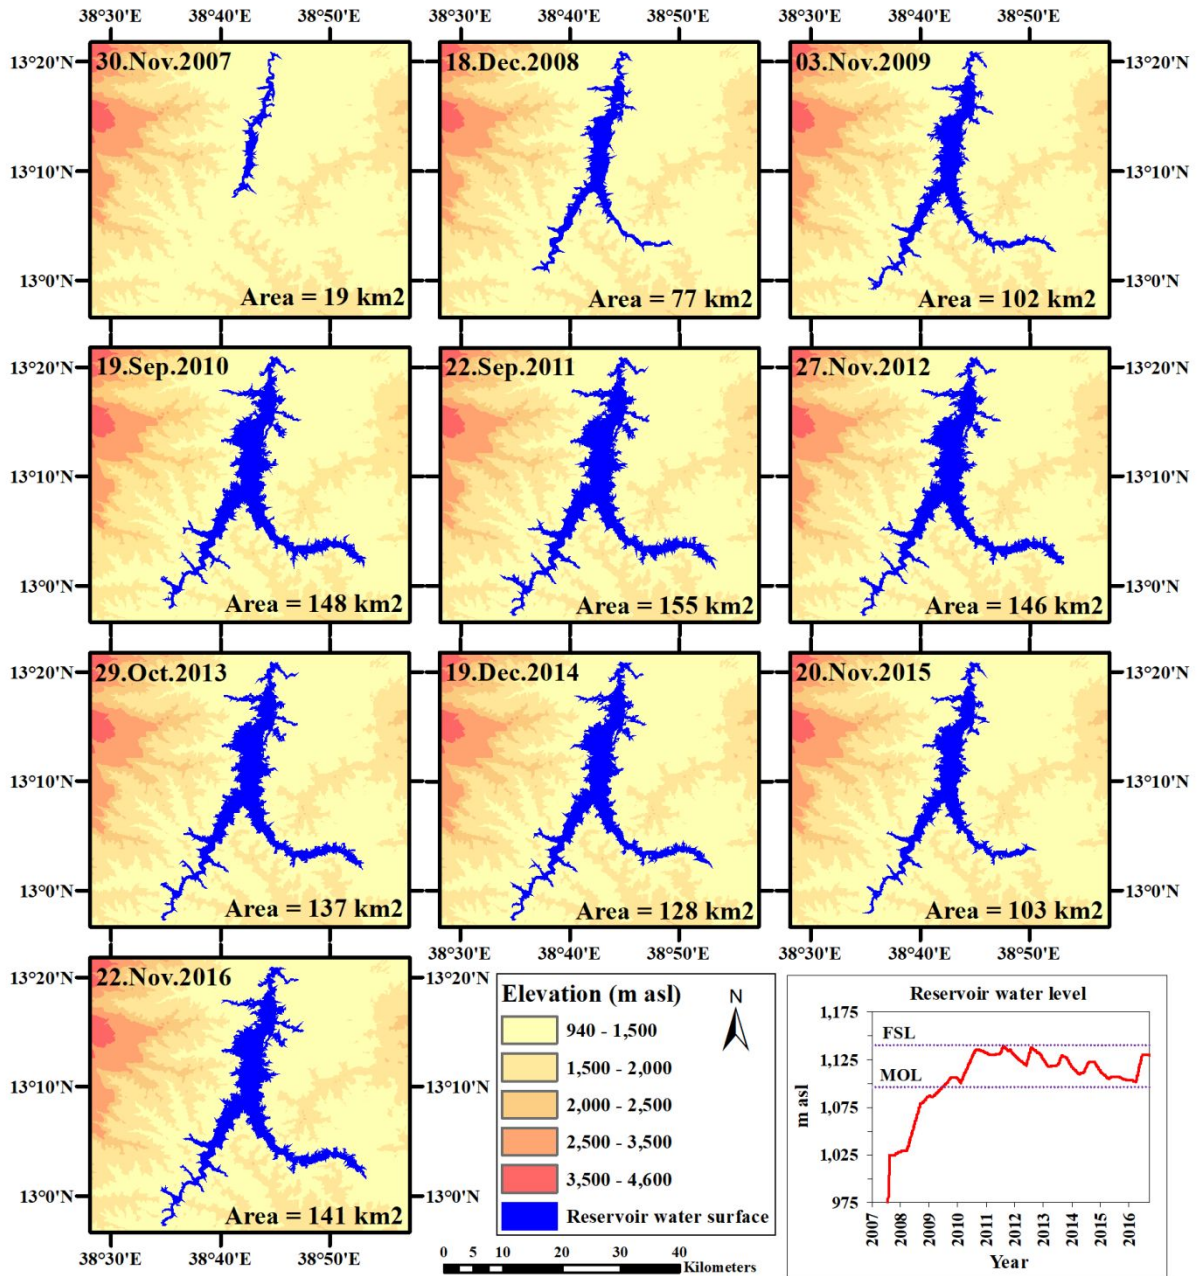 38°30'E 38°40'E 38°50'E 38°30'E 38°40'E 38°50'E 38°30'E 38°40'E 38°50'E
13°20'N 30.Nov.2007 18.Dec.2008 03.Nov.2009 13°20'N
13°10'N 13°10'N
13°0'N 13°0'N
Area = 19 km2 Area = 77 km2 Area = 102 km2
13°20'N 19.Sep.2010 22.Sep.2011 27.Nov.2012 13°20'N
13°10'N 13°10'N
13°0'N 13°0'N
Area = 148 km2 Area = 155 km2 Area = 146 km2
13°20'N 29.Oct.2013 19.Dec.2014 20.Nov.2015 13°20'N
13°10'N 13°10'N
13°0'N 13°0'N
Area = 137 km2 Area = 128 km2 Area = 103 km2
38°30'E 38°40'E 38°50'E 38°30'E 38°40'E 38°50'E
13°20'N 22.Nov.2016 13°20'N
13°10'N 13°10'N
13°0'N 13°0'N
Area = 141 km2
38°30'E 38°40'E 38°50'E
Elevation (m asl)
N
940 - 1,500
1,500 - 2,000
2,000 - 2,500
2,500 - 3,500
3,500 - 4,600
Reservoir water surface
0 5 10 20 30 40
Kilometers
Reservoir water level
1,175
FSL
1,125
MOL
1,075
1,025
975
m asl
2007 2008 2009 2010 2011 2012 2013 2014 2015 2016
Year